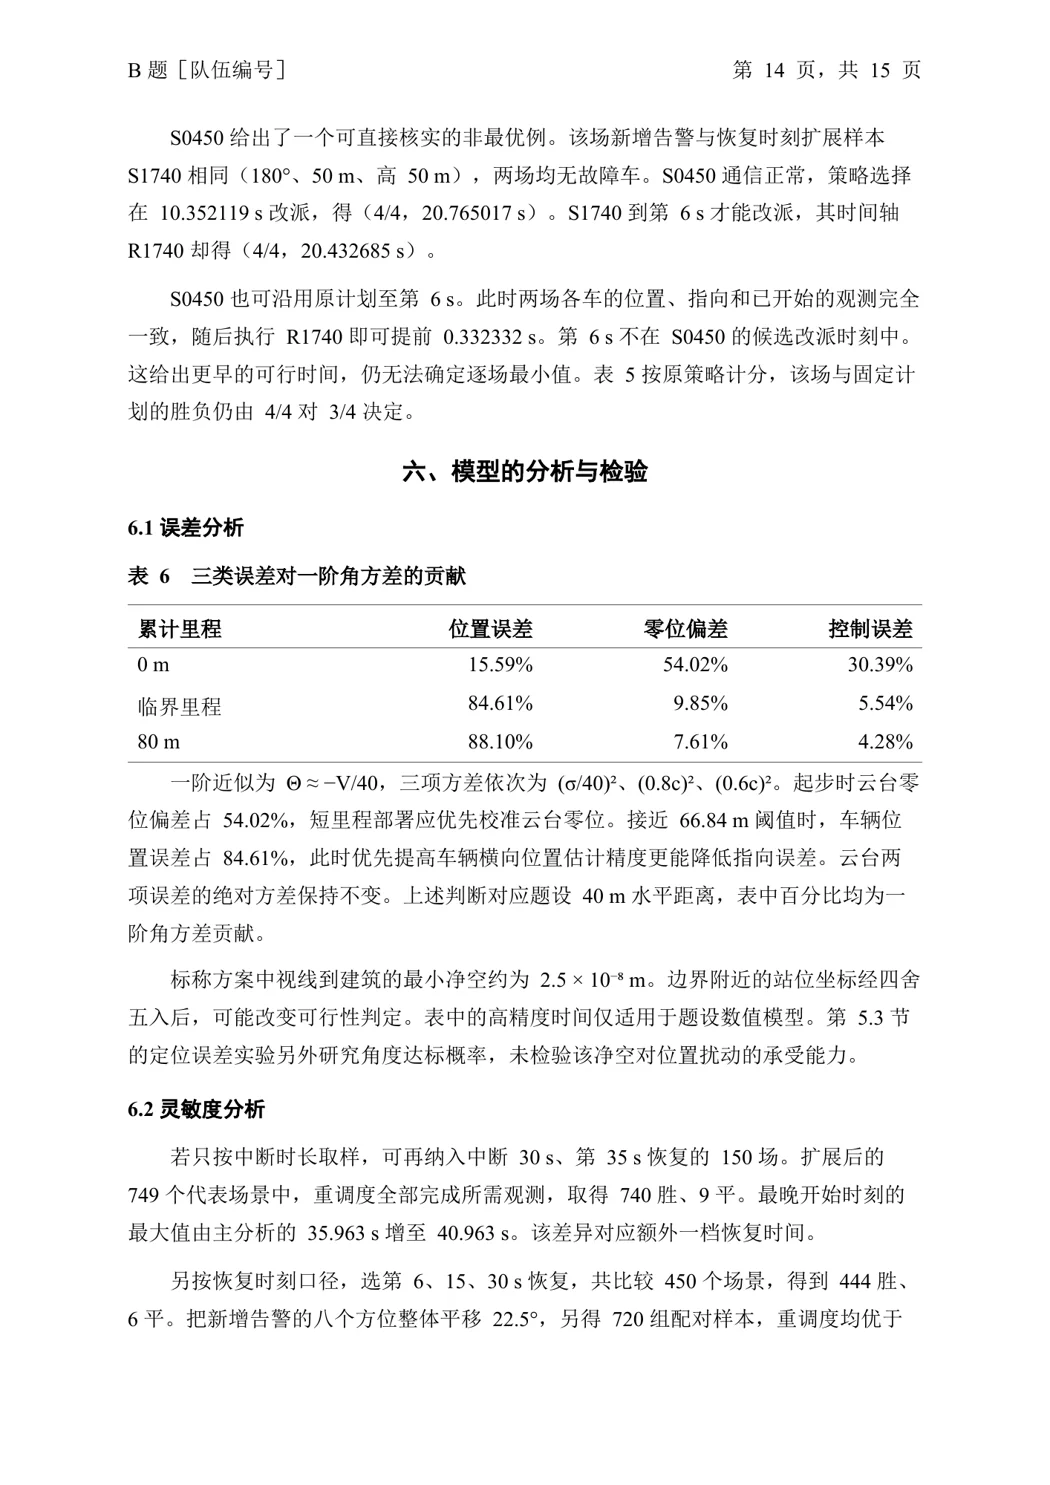 B 题［队伍编号］ 第 14 页，共 15 页
S0450 给出了一个可直接核实的非最优例。该场新增告警与恢复时刻扩展样本
S1740 相同（180°、50 m、高 50 m），两场均无故障车。S0450 通信正常，策略选择
在 10.352119 s 改派，得（4/4，20.765017 s）。S1740 到第 6 s 才能改派，其时间轴
R1740 却得（4/4，20.432685 s）。
S0450 也可沿用原计划至第 6 s。此时两场各车的位置、指向和已开始的观测完全
一致，随后执行 R1740 即可提前 0.332332 s。第 6 s 不在 S0450 的候选改派时刻中。
这给出更早的可行时间，仍无法确定逐场最小值。表 5 按原策略计分，该场与固定计
划的胜负仍由 4/4 对 3/4 决定。
六、模型的分析与检验
6.1 误差分析
表 6 三类误差对一阶角方差的贡献
累计里程 位置误差 零位偏差 控制误差
0 m 15.59% 54.02% 30.39%
临界里程 84.61% 9.85% 5.54%
80 m 88.10% 7.61% 4.28%
一阶近似为 Θ ≈ −V/40，三项方差依次为 (σ/40)²、(0.8c)²、(0.6c)²。起步时云台零
位偏差占 54.02%，短里程部署应优先校准云台零位。接近 66.84 m 阈值时，车辆位
置误差占 84.61%，此时优先提高车辆横向位置估计精度更能降低指向误差。云台两
项误差的绝对方差保持不变。上述判断对应题设 40 m 水平距离，表中百分比均为一
阶角方差贡献。
标称方案中视线到建筑的最小净空约为 2.5 × 10⁻⁸ m。边界附近的站位坐标经四舍
五入后，可能改变可行性判定。表中的高精度时间仅适用于题设数值模型。第 5.3 节
的定位误差实验另外研究角度达标概率，未检验该净空对位置扰动的承受能力。
6.2 灵敏度分析
若只按中断时长取样，可再纳入中断 30 s、第 35 s 恢复的 150 场。扩展后的
749 个代表场景中，重调度全部完成所需观测，取得 740 胜、9 平。最晚开始时刻的
最大值由主分析的 35.963 s 增至 40.963 s。该差异对应额外一档恢复时间。
另按恢复时刻口径，选第 6、15、30 s 恢复，共比较 450 个场景，得到 444 胜、
6 平。把新增告警的八个方位整体平移 22.5°，另得 720 组配对样本，重调度均优于